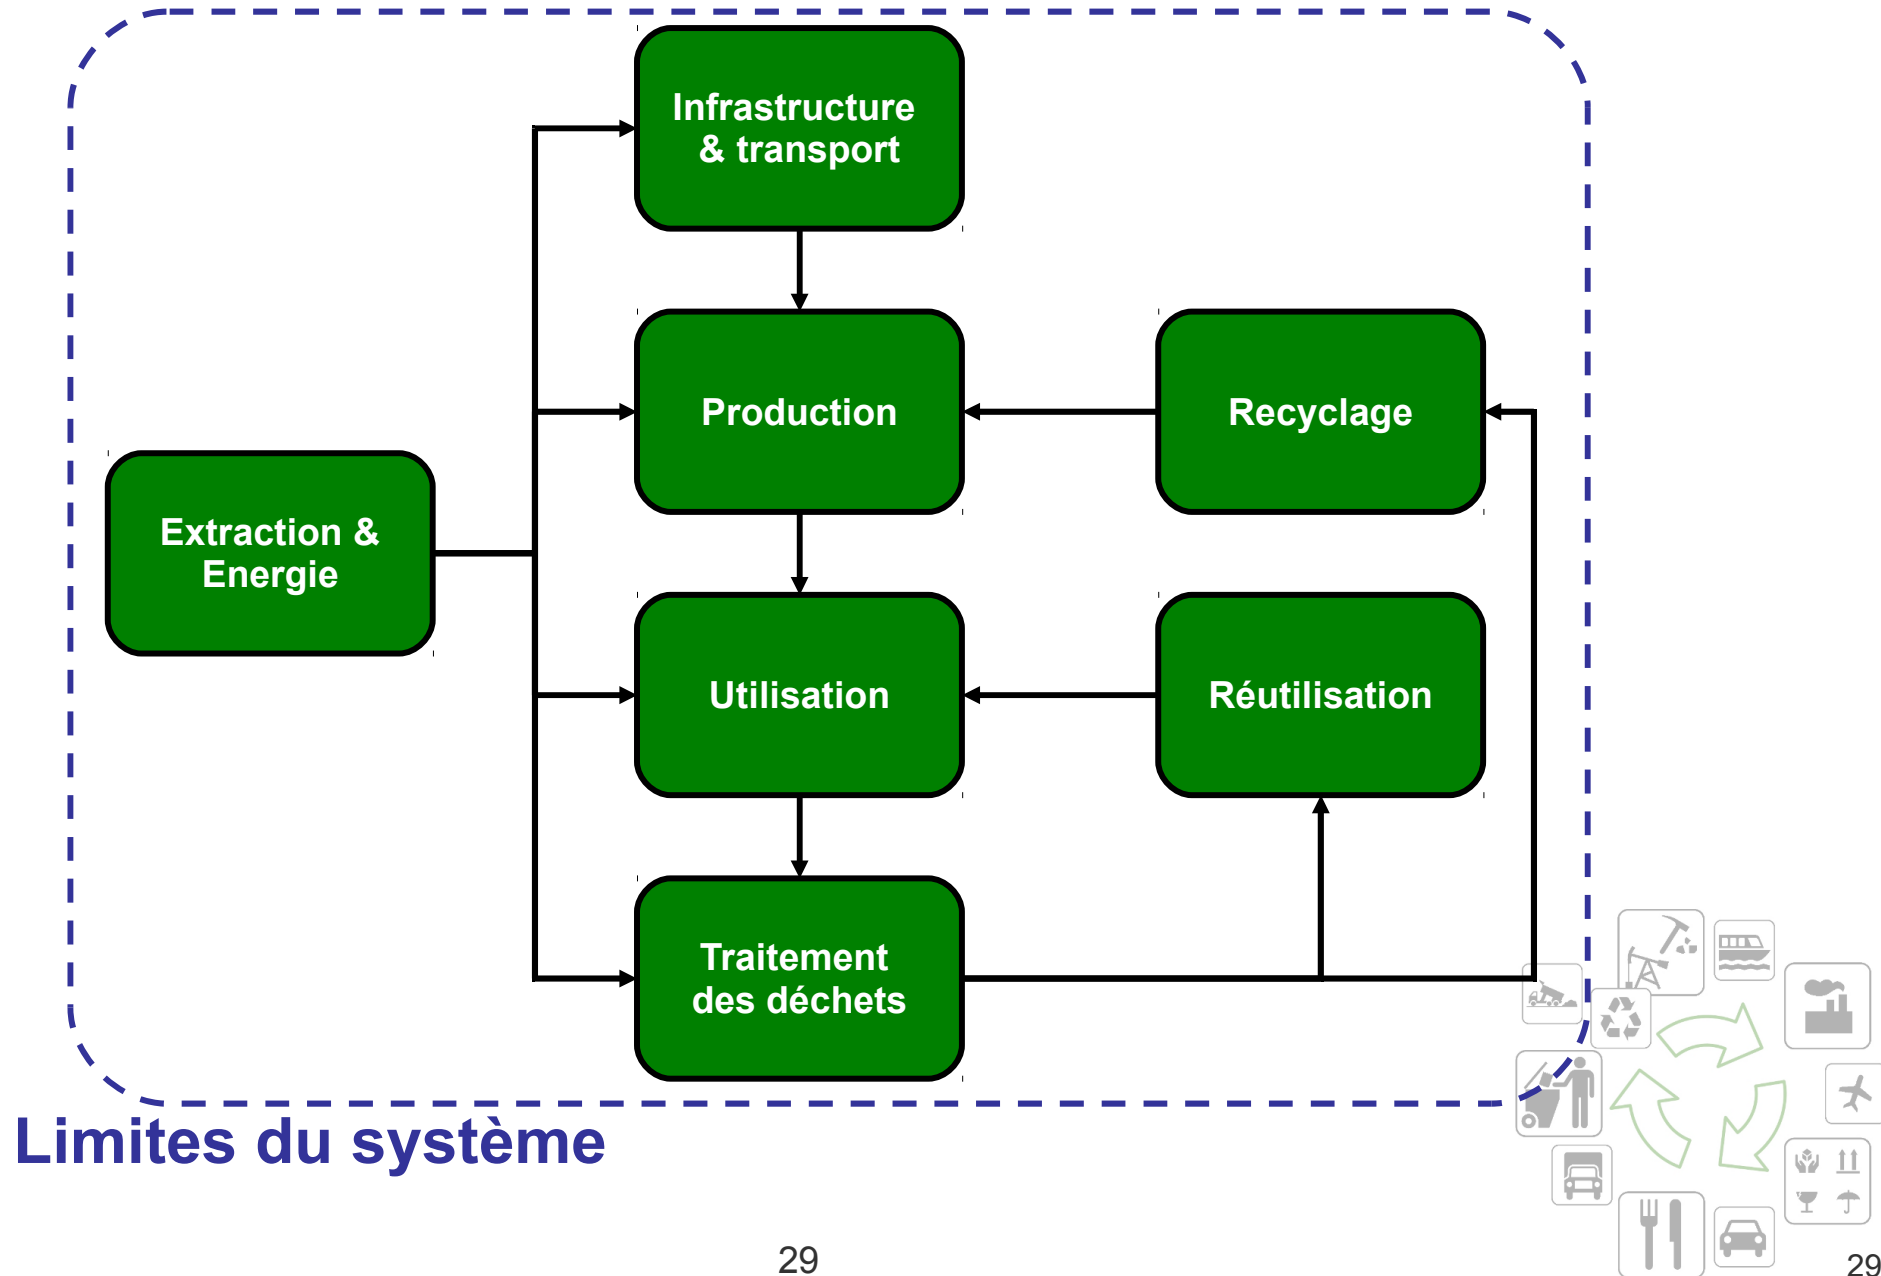 Infrastructure
& transport
Production
Recyclage
Extraction &
Energie
Utilisation
Réutilisation
Traitement
des déchets
Limites du système
29
29